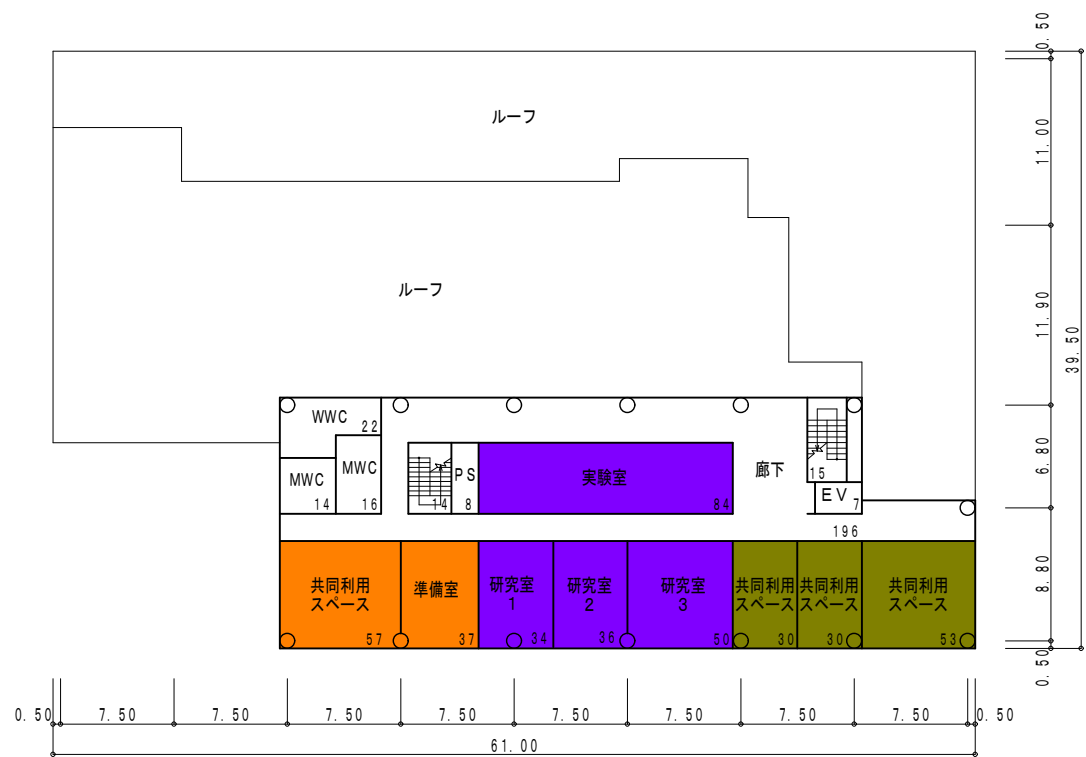 0.50
ルーフ
11.00
ルーフ
11.90
39.50
WWC
22
6.80
MWC
MWC
PS
実験室
廊下
15
EV
14
16
14
8
84
7
196
8.80
共同利用
スペース
57
準備室
37
研究室
1
34
研究室
2
36
研究室
3
50
共同利用
スペース
30
共同利用
スペース
30
共同利用
スペース
53
0.50
0.50
7.50
7.50
7.50
7.50
7.50
7.50
7.50
7.50
0.50
61.00